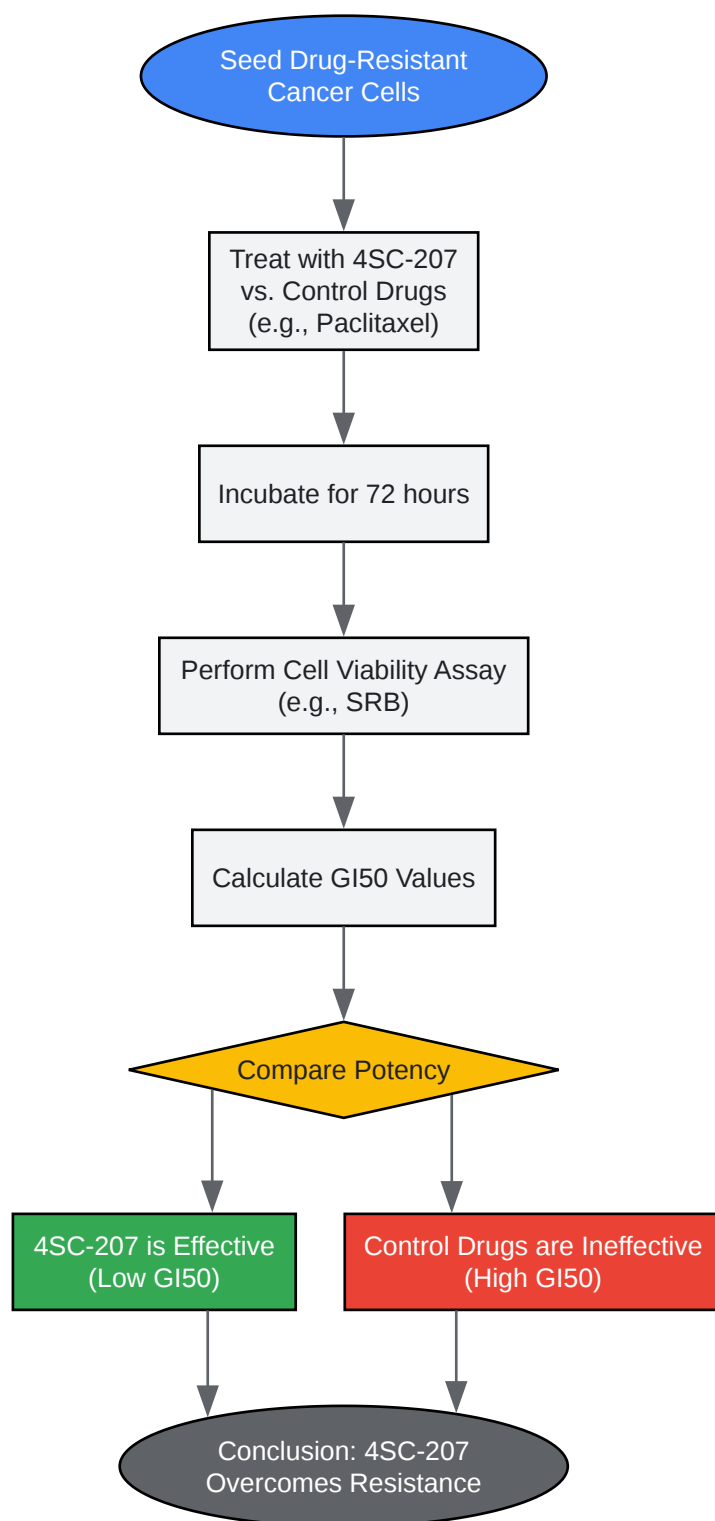 Seed Drug-Resistant
Cancer Cells
Treat with 4SC-207
vs. Control Drugs
(e.g., Paclitaxel)
Incubate for 72 hours
Perform Cell Viability Assay
(e.g., SRB)
Calculate GI50 Values
Compare Potency
4SC-207 is Effective
(Low GI50)
Control Drugs are Ineffective
(High GI50)
Conclusion: 4SC-207
Overcomes Resistance